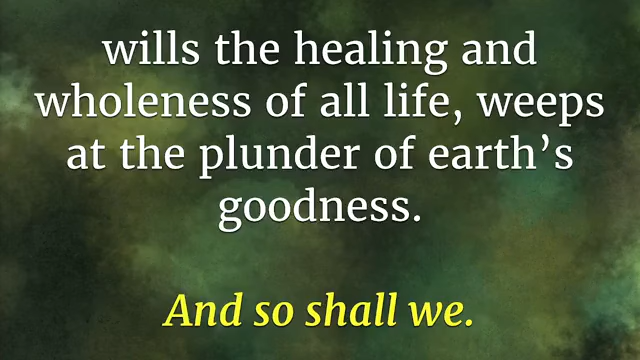 wills the healing and
wholeness of all life, weeps
at the plunder of earth’s
goodness.
And so shall we.